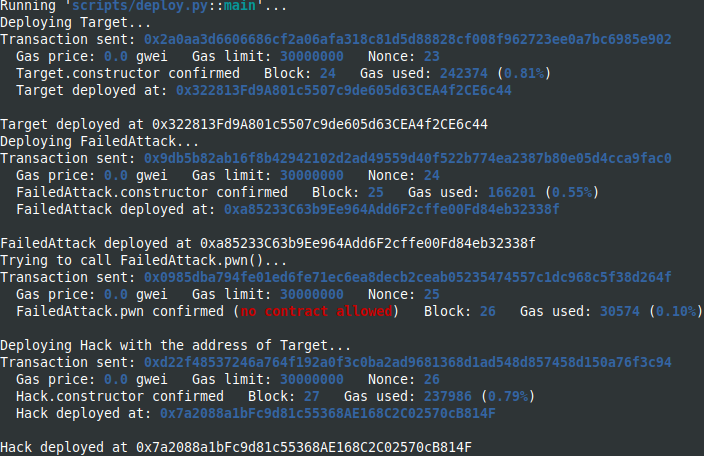 Running 'scripts/deploy.py::main'...
Deploying Target...
Transaction sent: 0x2a0aa3d6606686cf2a06afa318c81d5d88828cf008f962723ee0a7bc6985e902
Gas price: 0.0 gwei   Gas limit: 30000000   Nonce: 23
Target.constructor confirmed   Block: 24   Gas used: 242374 (0.81%)
Target deployed at: 0x322813Fd9A801c5507c9de605d63CEA4f2CE6c44
Target deployed at 0x322813Fd9A801c5507c9de605d63CEA4f2CE6c44
Deploying FailedAttack...
Transaction sent: 0x9db5b82ab16f8b42942102d2ad49559d40f522b774ea2387b80e05d4cca9fac0
Gas price: 0.0 gwei   Gas limit: 30000000   Nonce: 24
FailedAttack.constructor confirmed   Block: 25   Gas used: 166201 (0.55%)
FailedAttack deployed at: 0xa85233C63b9Ee964Add6F2cffe00Fd84eb32338f
FailedAttack deployed at 0xa85233C63b9Ee964Add6F2cffe00Fd84eb32338f
Trying to call FailedAttack.pwn()...
Transaction sent: 0x0985dba794fe01ed6fe71ec6ea8decb2ceab05235474557c1dc968c5f38d264f
Gas price: 0.0 gwei   Gas limit: 30000000   Nonce: 25
FailedAttack.pwn confirmed (no contract allowed)   Block: 26   Gas used: 30574 (0.10%)
Deploying Hack with the address of Target...
Transaction sent: 0xd22f48537246a764f192a0f3c0ba2ad9681368d1ad548d857458d150a76f3c94
Gas price: 0.0 gwei   Gas limit: 30000000   Nonce: 26
Hack.constructor confirmed   Block: 27   Gas used: 237986 (0.79%)
Hack deployed at: 0x7a2088a1bFc9d81c55368AE168C2C02570cB814F
Hack deployed at 0x7a2088a1bFc9d81c55368AE168C2C02570cB814F